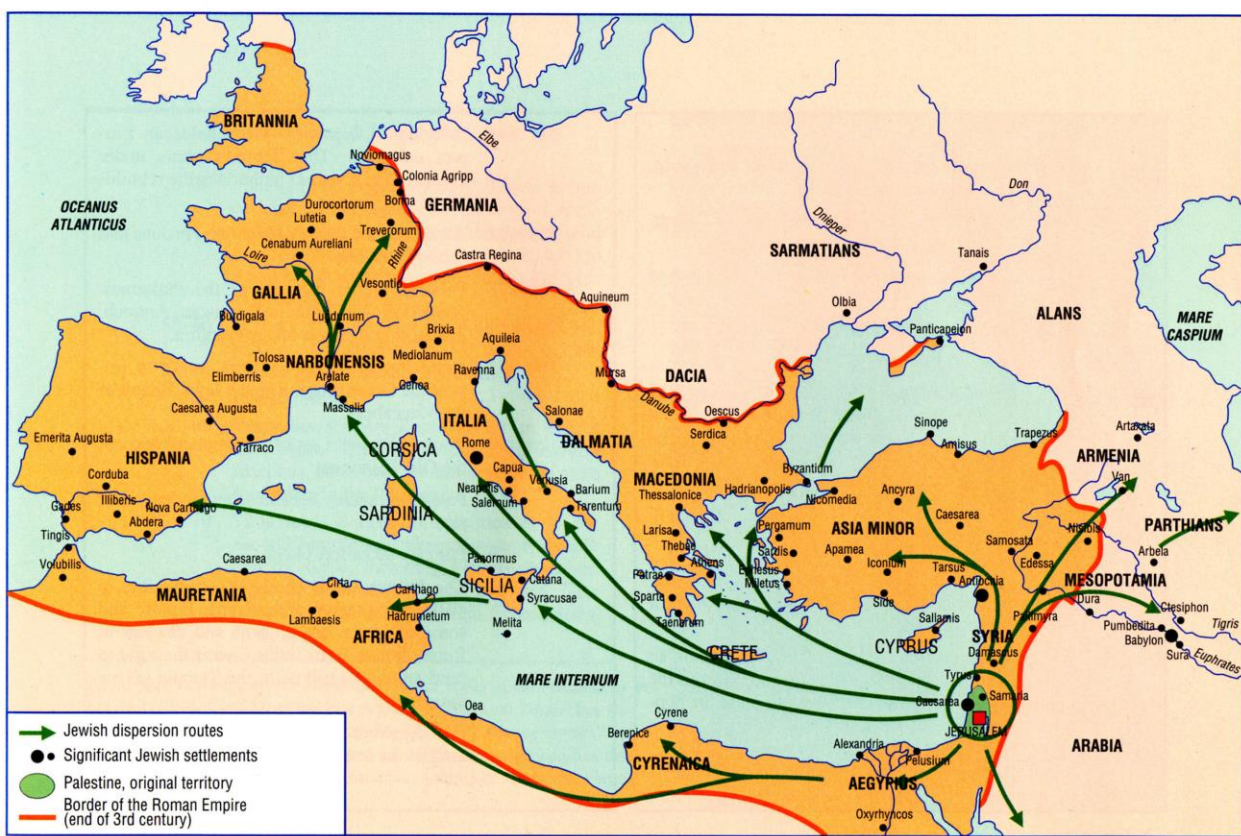 BRITANNIA
Elbe
Noviomagus
Colonia Agripp
Bonna
GERMANIA
OCEANUS
ATLANTICUS
Durocortorum
Lutetia
Treverorum
Cenabum Aureliani
Loire
Rhine
Castra Regina
Don
Dnieper
SARMATIANS
Tanais
GALLIA
Vesontio
Aquineum
Olbia
ALANS
MARE
CASPIUM
Burdigala
Lugdunum
Brixia
Mediolanum
Aquileia
Panticapeion
Tolosa
NARBONENSIS
Elimberris
Arelate
Genoa
Ravenna
Mursa
DACIA
Danube
Massalia
Caesarea Augusta
ITALIA
Salonae
Oescus
Serdica
Sinope
Amisus
Trapezus
Artaxata
Emerita Augusta
Tarraco
CORSICA
Rome
DALMATIA
ARMENIA
Van
HISPANIA
Corduba
Capua
Venusia
Barium
MACEDONIA
Byzantium
Hadrianopolis
Nicomedia
Ancyra
Illiberis
Nova Carthago
Gades
Abdera
SARDINIA
Neapolis
Salernum
Tarentum
Thessalonice
Pergamum
ASIA MINOR
Caesarea
PARTHIANS
Nisibis
Tingis
Larisa
Thebae
Sardis
Apamea
Samosata
Arbela
Volubilis
Caesarea
Panormus
SICILIA
Catana
Patrae
Athens
Ephesus
Miletus
Iconium
Tarsus
Edessa
MESOPOTAMIA
MAURETANIA
Cirta
Carthago
Syracusae
Sparte
Side
Antiochia
Dura
Ctesiphon
Lambaesis
Hadrumetum
Melita
Taenarum
Sallamis
Palmyra
Pumbedita
Tigris
AFRICA
CRETE
CYPRUS
SYRIA
Damascus
Babylon
Sura
Euphrates
MARE INTERNUM
Tyrus
Samaria
Caesarea
JERUSALEM
Oea
Cyrene
Berenice
CYRENAICA
Alexandria
Pelusium
ARABIA
AEGYPIUS
Oxyrhyncos
Jewish dispersion routes
Significant Jewish settlements
Palestine, original territory
Border of the Roman Empire
(end of 3rd century)